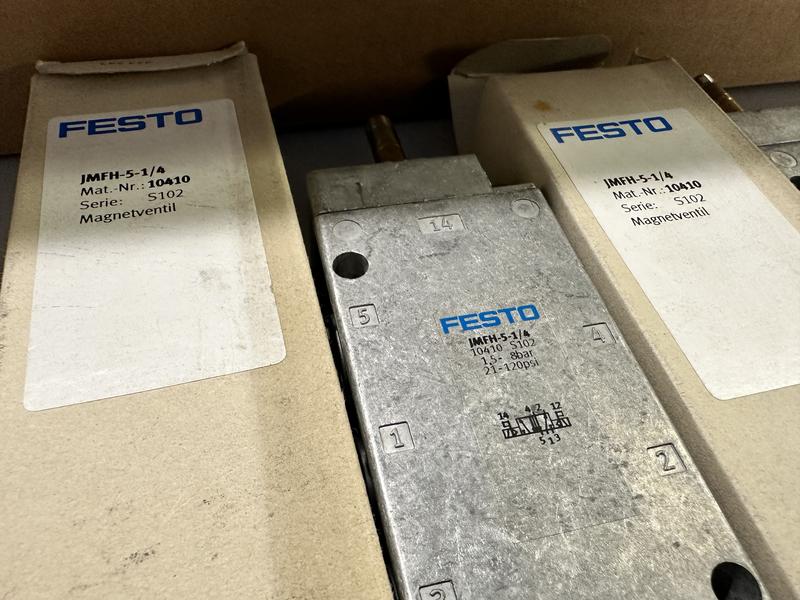 FESTO
JMFH-5-1/4
Mat.-Nr.: 10410
Serie: S102
Magnetventil
14
5
4
1
2
FESTO
JMFH-5-1/4
10410 S102
1,5- 8bar
21-120psi
14 4 2 12
5 1 3
FESTO
JMFH-5-1/4
Mat.-Nr.: 10410
Serie: S102
Magnetventil